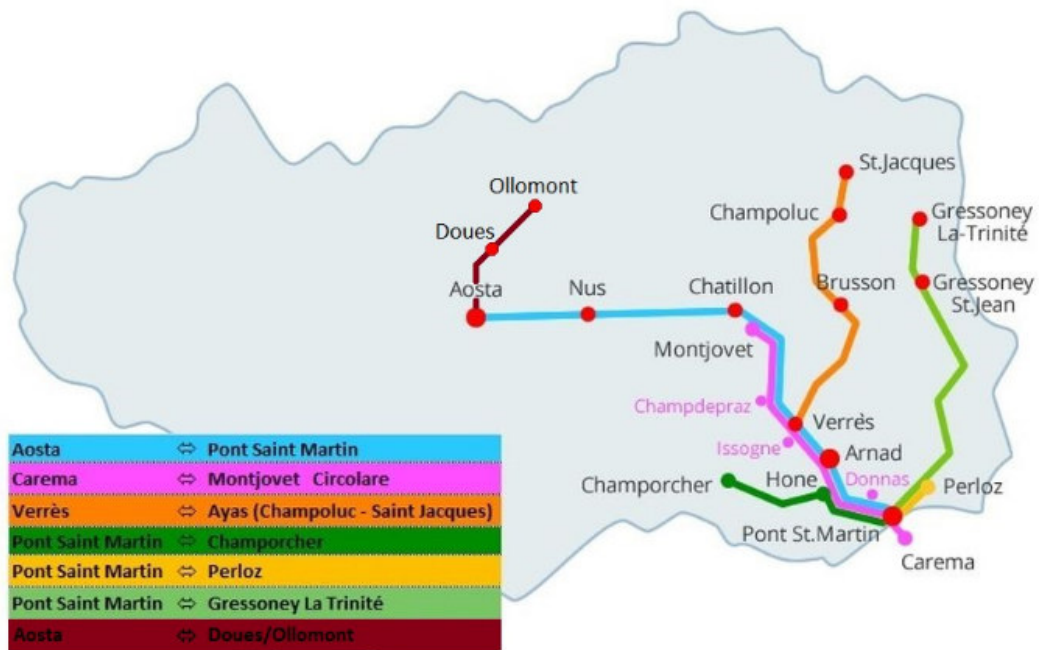 St.Jacques
Ollomont
Champoluc
Gressoney
La-Trinité
Doues
Aosta
Nus
Chatillon
Brusson
Gressoney
St.Jean
Montjovet
Champdepraz
Verrès
Issogne
Arnad
Champorcher
Hone
Donnas
Perloz
Pont St.Martin
Carema
Aosta ⇔ Pont Saint Martin
Carema ⇔ Montjovet Circolare
Verrès ⇔ Ayas (Champoluc - Saint Jacques)
Pont Saint Martin ⇔ Champorcher
Pont Saint Martin ⇔ Perloz
Pont Saint Martin ⇔ Gressoney La Trinité
Aosta ⇔ Doues/Ollomont